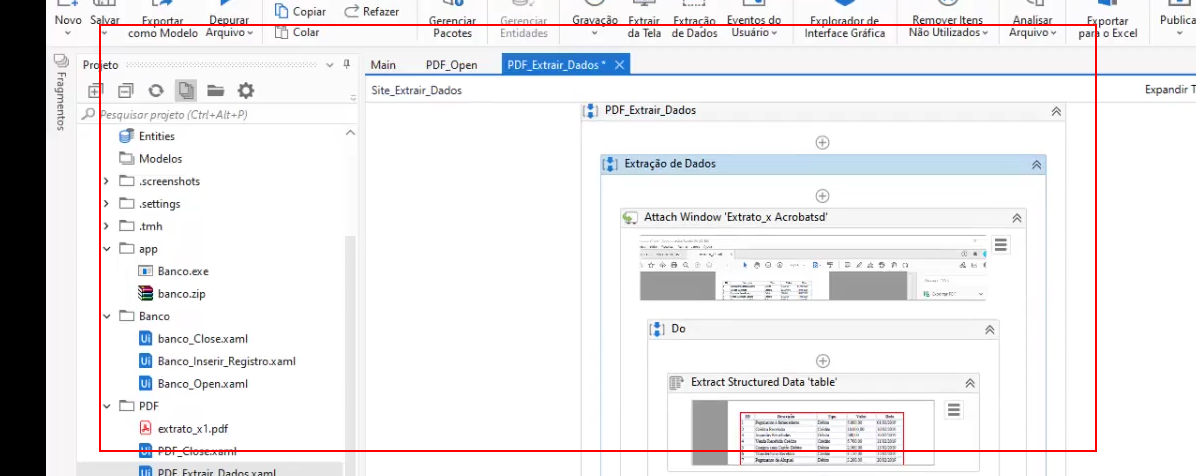 Novo
Salvar
Exportar
como Modelo
Depurar
Arquivo
Copiar
Colar
Refazer
Gerenciar
Pacotes
Gerenciar
Entidades
Gravação
Extrair
da Tela
Extração
de Dados
Eventos do
Usuário
Explorador de
Interface Gráfica
Remover Itens
Não Utilizados
Analisar
Arquivo
Exportar
para o Excel
Publica
Fragmentos
Projeto
Main
PDF_Open
PDF_Extrair_Dados *
Site_Extrair_Dados
Expandir T
Pesquisar projeto (Ctrl+Alt+P)
Entities
Modelos
.screenshots
.settings
.tmh
app
Banco.exe
banco.zip
Banco
banco_Close.xaml
Banco_Inserir_Registro.xaml
Banco_Open.xaml
PDF
extrato_x1.pdf
PDF_Close.xaml
PDF_Extrair_Dados.xaml
PDF_Extrair_Dados
Extração de Dados
Attach Window 'Extrato_x Acrobatsd'
Do
Extract Structured Data 'table'